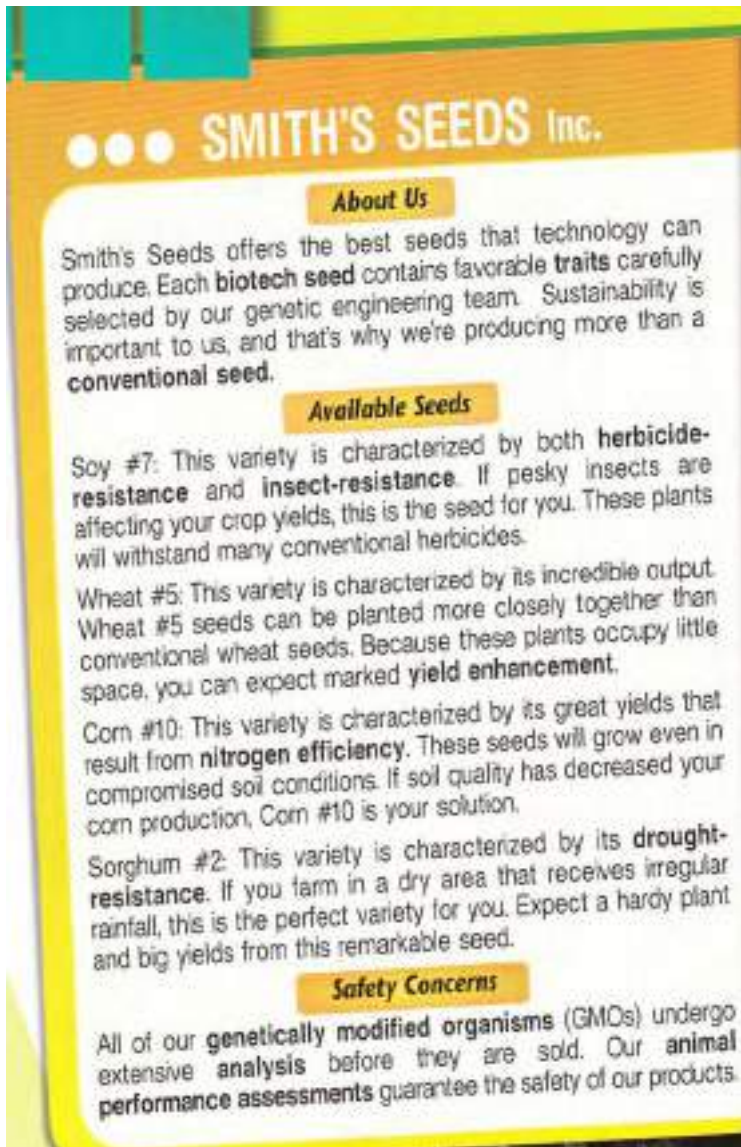 SMITH'S SEEDS Inc.
About Us
Smith's Seeds offers the best seeds that technology can
produce. Each biotech seed contains favorable traits carefully
selected by our genetic engineering team. Sustainability is
important to us, and that's why we're producing more than a
conventional seed.
Available Seeds
Soy #7: This variety is characterized by both herbicide-
resistance and insect-resistance. If pesky insects are
affecting your crop yields, this is the seed for you. These plants
will withstand many conventional herbicides.
Wheat #5: This variety is characterized by its incredible output.
Wheat #5 seeds can be planted more closely together than
conventional wheat seeds. Because these plants occupy little
space, you can expect marked yield enhancement.
Corn #10: This variety is characterized by its great yields that
result from nitrogen efficiency. These seeds will grow even in
compromised soil conditions. If soil quality has decreased your
corn production, Corn #10 is your solution.
Sorghum #2: This variety is characterized by its drought-
resistance. If you farm in a dry area that receives irregular
rainfall, this is the perfect variety for you. Expect a hardy plant
and big yields from this remarkable seed.
Safety Concerns
All of our genetically modified organisms (GMOs) undergo
extensive analysis before they are sold. Our animal
performance assessments guarantee the safety of our products.